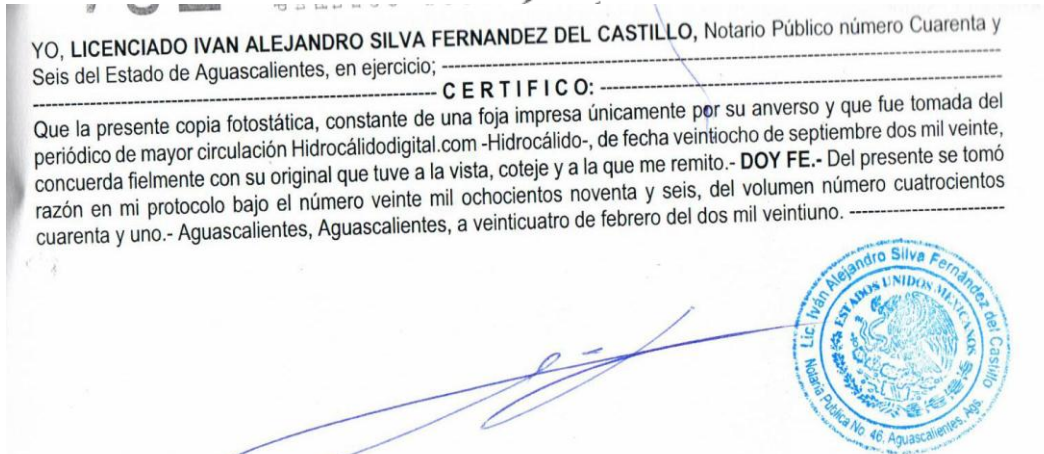 YO, LICENCIADO IVAN ALEJANDRO SILVA FERNANDEZ DEL CASTILLO, Notario Público número Cuarenta y
Seis del Estado de Aguascalientes, en ejercicio; ------------------------------
------------------------------ C E R T I F I C O: ------------------------------
Que la presente copia fotostática, constante de una foja impresa únicamente por su anverso y que fue tomada del
periódico de mayor circulación Hidrocálidodigital.com -Hidrocálido-, de fecha veintiocho de septiembre dos mil veinte,
concuerda fielmente con su original que tuve a la vista, coteje y a la que me remito.- DOY FE.- Del presente se tomó
razón en mi protocolo bajo el número veinte mil ochocientos noventa y seis, del volumen número cuatrocientos
cuarenta y uno.- Aguascalientes, Aguascalientes, a veinticuatro de febrero del dos mil veintiuno. --------------------
Lic. Iván Alejandro Silva Fernández del Castillo
ESTADOS UNIDOS MEXICANOS
Notaría Pública No. 46, Aguascalientes, Ags.